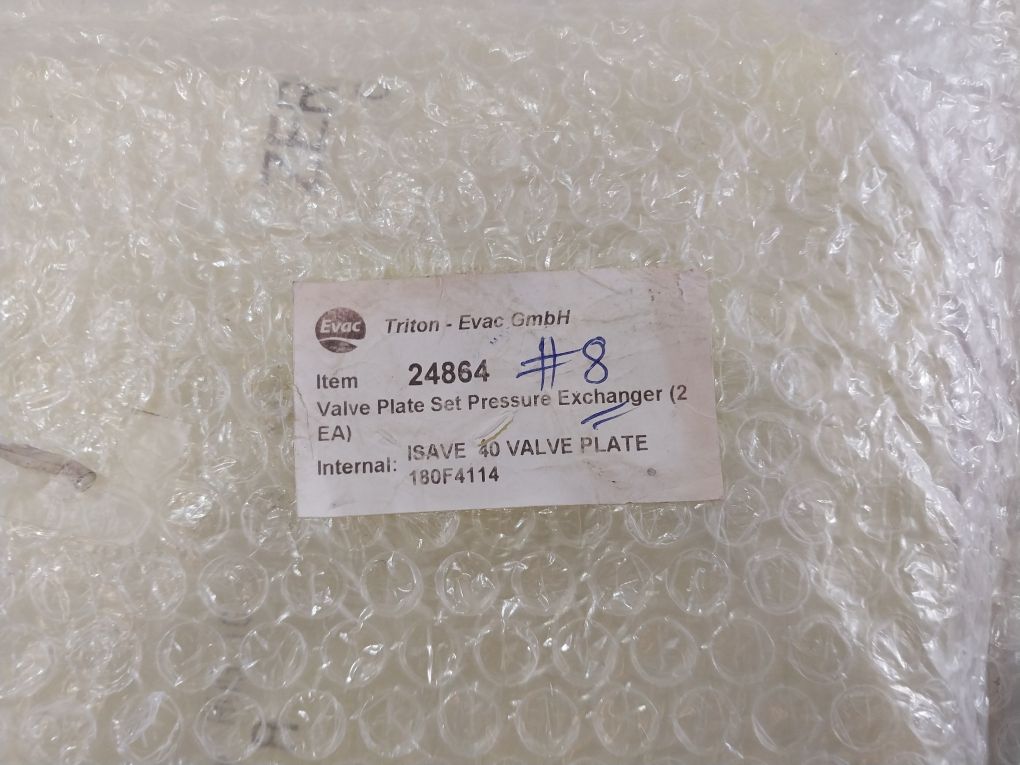 Evac Triton - Evac GmbH
Item 24864 #8
Valve Plate Set Pressure Exchanger (2
EA)
Internal: ISAVE 40 VALVE PLATE
180F4114